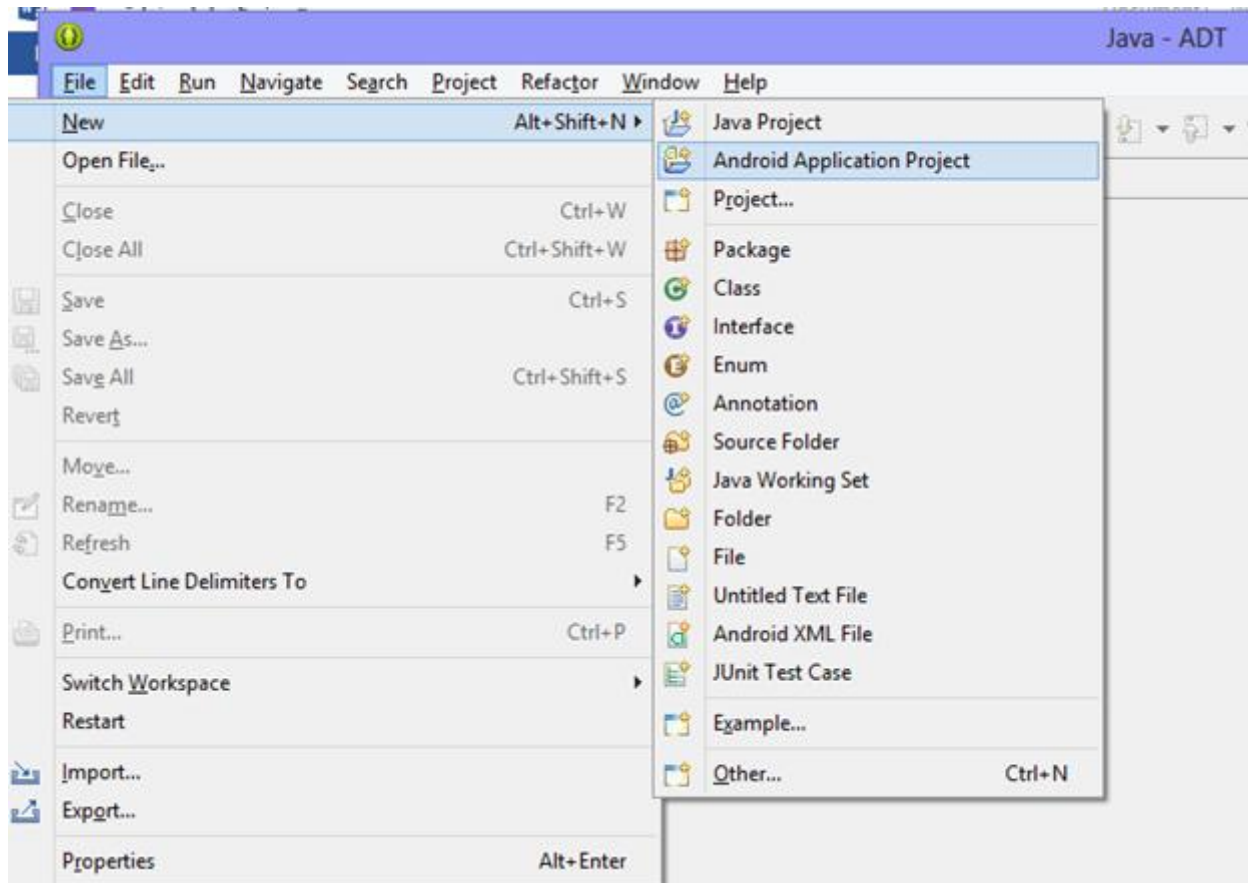 Java - ADT
File Edit Run Navigate Search Project Refactor Window Help
New Alt+Shift+N
Open File...
Close Ctrl+W
Close All Ctrl+Shift+W
Save Ctrl+S
Save As...
Save All Ctrl+Shift+S
Revert
Move...
Rename... F2
Refresh F5
Convert Line Delimiters To
Print... Ctrl+P
Switch Workspace
Restart
Import...
Export...
Properties Alt+Enter
Java Project
Android Application Project
Project...
Package
Class
Interface
Enum
Annotation
Source Folder
Java Working Set
Folder
File
Untitled Text File
Android XML File
JUnit Test Case
Example...
Other... Ctrl+N